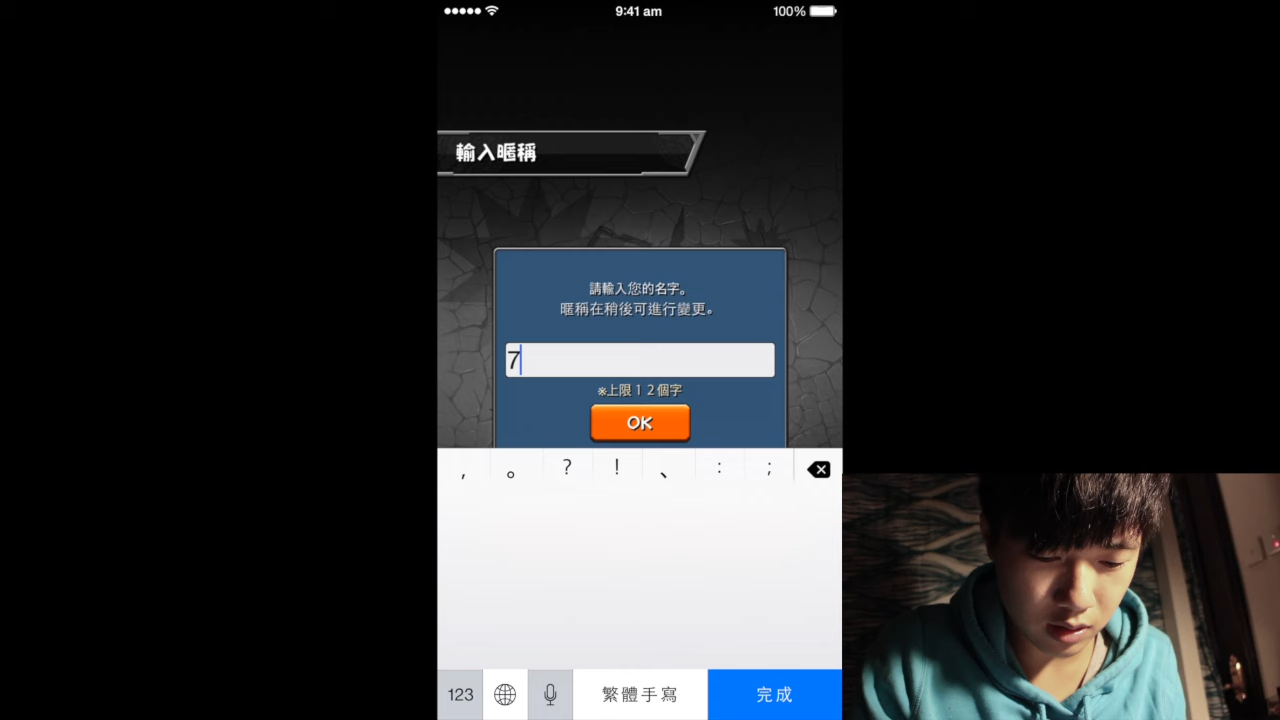 9:41 am
100%
輸入暱稱
請輸入您的名字。
暱稱在稍後可進行變更。
7
※上限１２個字
OK
, 。 ? ! 、 : ;
123 繁體手寫 完成